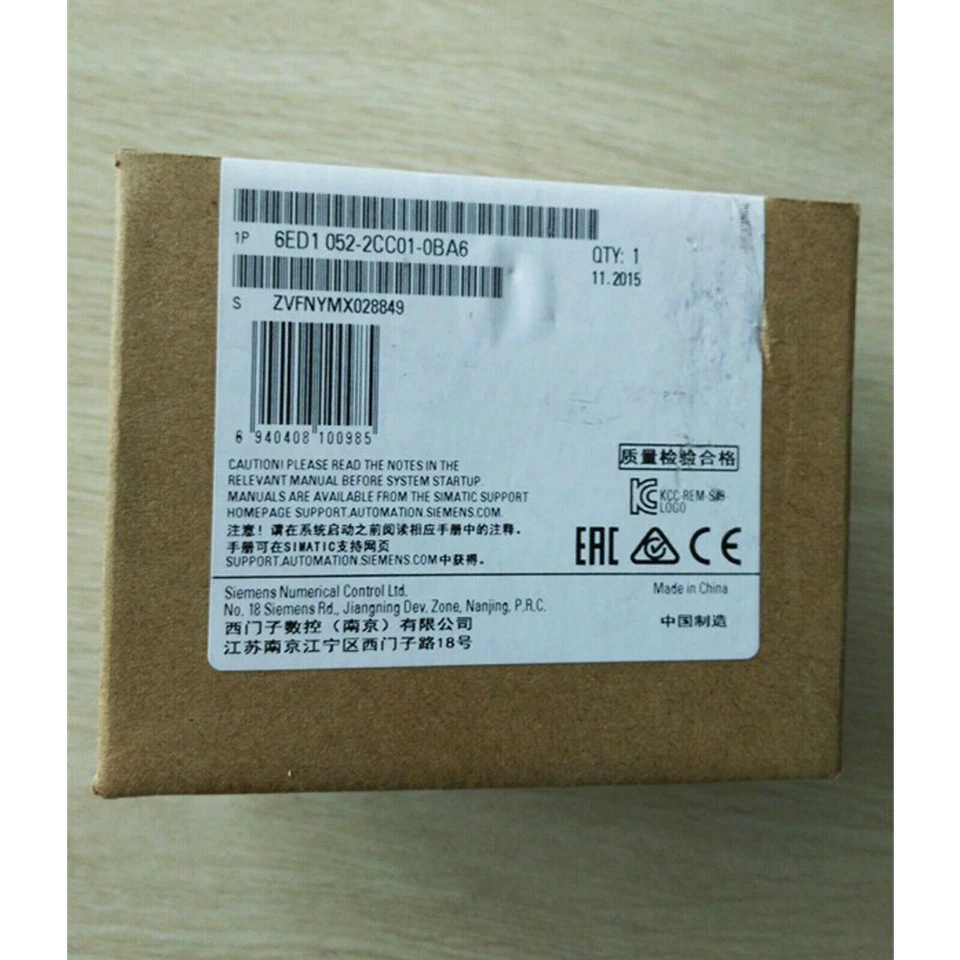 1P 6ED1 052-2CC01-0BA6
QTY: 1
11.2015
S ZVFNYMX028849
6 940408 100985
CAUTION! PLEASE READ THE NOTES IN THE
RELEVANT MANUAL BEFORE SYSTEM STARTUP.
MANUALS ARE AVAILABLE FROM THE SIMATIC SUPPORT
HOMEPAGE SUPPORT.AUTOMATION.SIEMENS.COM.
注意! 请在系统启动之前阅读相应手册中的注释。
手册可在SIMATIC支持网页
SUPPORT.AUTOMATION.SIEMENS.COM中获得。
质量检验合格
KCC-REM-S49
LOGO
EAC CE
Siemens Numerical Control Ltd.
No. 18 Siemens Rd., Jiangning Dev. Zone, Nanjing, P.R.C.
西门子数控(南京)有限公司
江苏南京江宁区西门子路18号
Made in China
中国制造